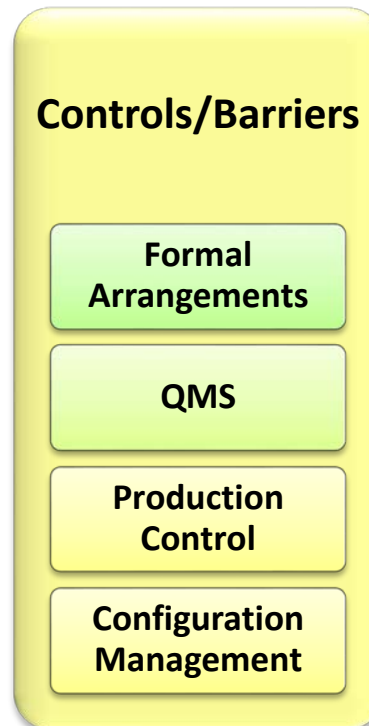 Controls/Barriers
Formal
Arrangements
QMS
Production
Control
Configuration
Management